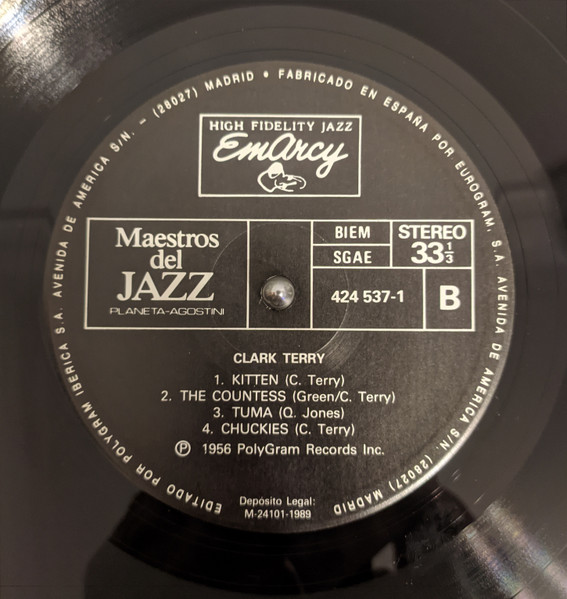 EDITADO POR POLYGRAM IBERICA S.A. AVENIDA DE AMERICA S/N. – (28027) MADRID • FABRICADO EN ESPAÑA POR EUROGRAM, S.A. AVENIDA DE AMERICA S/N. (28027) MADRID
HIGH FIDELITY JAZZ
EmArcy
Maestros
del
JAZZ
PLANETA-AGOSTINI
BIEM
SGAE
STEREO
33 1/3
424 537-1
B
CLARK TERRY
1. KITTEN (C. Terry)
2. THE COUNTESS (Green/C. Terry)
3. TUMA (Q. Jones)
4. CHUCKIES (C. Terry)
Ⓟ 1956 PolyGram Records Inc.
Depósito Legal:
M-24101-1989